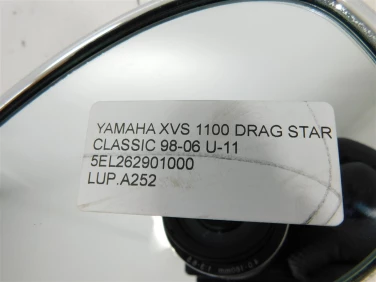 YAMAHA XVS 1100 DRAG STAR
CLASSIC 98-06 U-11
5EL262901000
LUP.A252